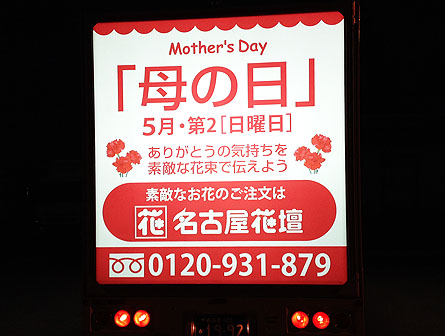 Mother's Day
「母の日」
5月・第2[日曜日]
ありがとうの気持ちを
素敵な花束で伝えよう
素敵なお花のご注文は
花 名古屋花壇
0120-931-879